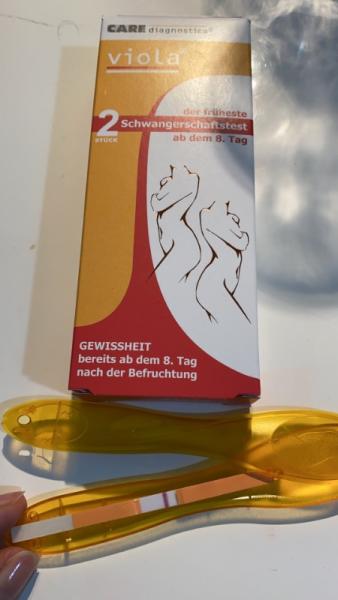 CARE diagnostica®
viola®
2
STÜCK
der früheste
Schwangerschaftstest
ab dem 8. Tag
GEWISSHEIT
bereits ab dem 8. Tag
nach der Befruchtung